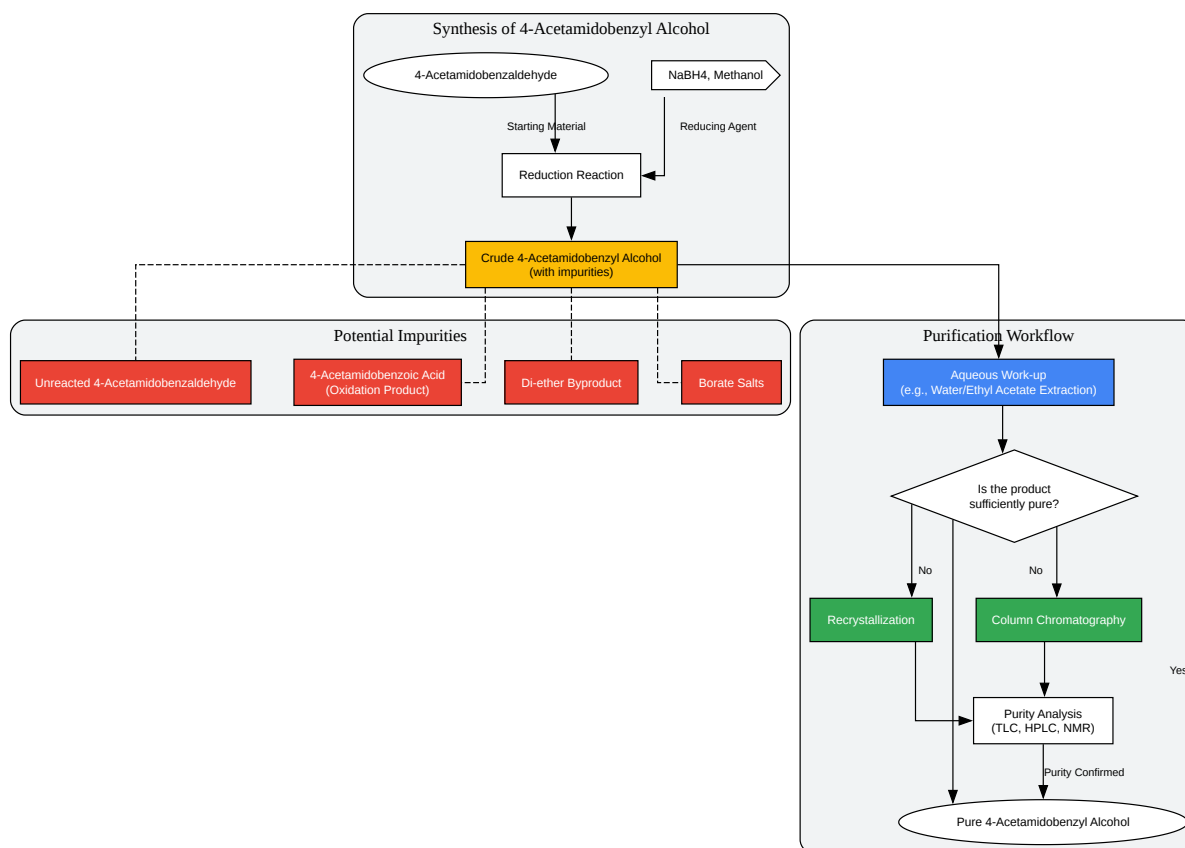 Synthesis of 4-Acetamidobenzyl Alcohol
4-Acetamidobenzaldehyde
NaBH4, Methanol
Starting Material
Reducing Agent
Reduction Reaction
Crude 4-Acetamidobenzyl Alcohol
(with impurities)
Potential Impurities
Unreacted 4-Acetamidobenzaldehyde
4-Acetamidobenzoic Acid
(Oxidation Product)
Di-ether Byproduct
Borate Salts
Purification Workflow
Aqueous Work-up
(e.g., Water/Ethyl Acetate Extraction)
Is the product
sufficiently pure?
No
No
Recrystallization
Column Chromatography
Yes
Purity Analysis
(TLC, HPLC, NMR)
Purity Confirmed
Pure 4-Acetamidobenzyl Alcohol